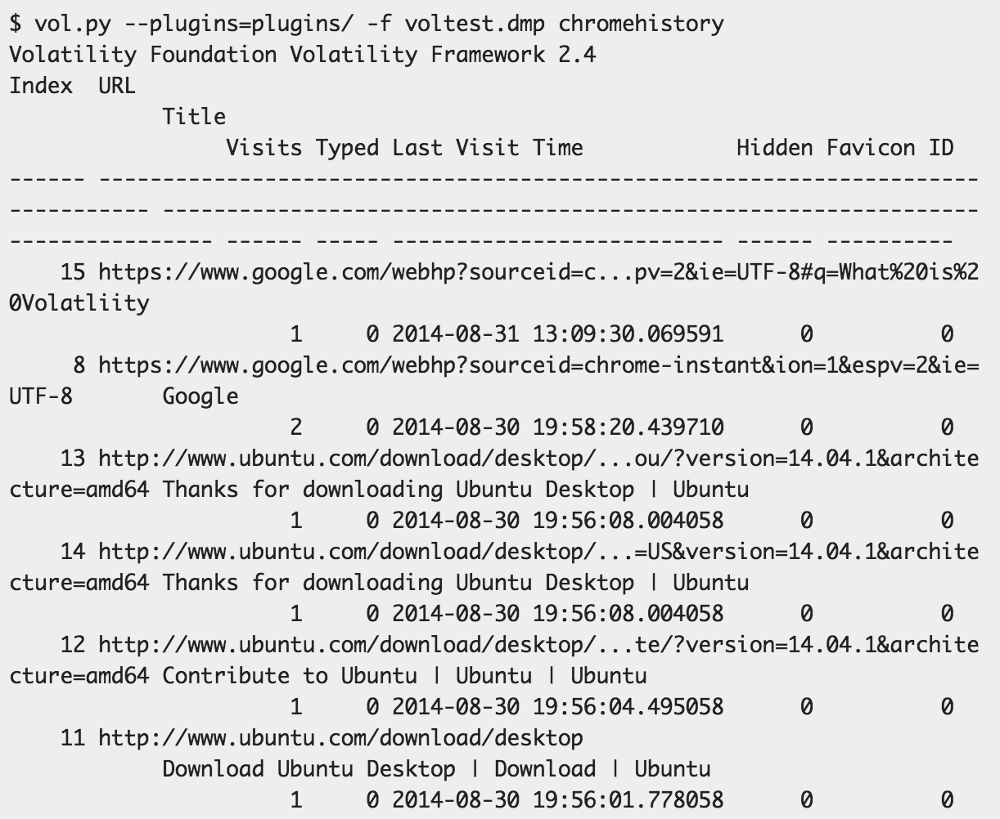 $ vol.py --plugins=plugins/ -f voltest.dmp chromehistory
Volatility Foundation Volatility Framework 2.4
Index  URL
            Title
                 Visits Typed Last Visit Time            Hidden Favicon ID
------ ---------------------------------------------------------------------
----------- ----------------------------------------------------------------
---------------- ------ ----- -------------------------- ------ ----------
    15 https://www.google.com/webhp?sourceid=c...pv=2&ie=UTF-8#q=What%20is%2
0Volatliity
                      1     0 2014-08-31 13:09:30.069591      0          0
     8 https://www.google.com/webhp?sourceid=chrome-instant&ion=1&espv=2&ie=
UTF-8       Google
                      2     0 2014-08-30 19:58:20.439710      0          0
    13 http://www.ubuntu.com/download/desktop/...ou/?version=14.04.1&archite
cture=amd64 Thanks for downloading Ubuntu Desktop | Ubuntu
                      1     0 2014-08-30 19:56:08.004058      0          0
    14 http://www.ubuntu.com/download/desktop/...=US&version=14.04.1&archite
cture=amd64 Thanks for downloading Ubuntu Desktop | Ubuntu
                      1     0 2014-08-30 19:56:08.004058      0          0
    12 http://www.ubuntu.com/download/desktop/...te/?version=14.04.1&archite
cture=amd64 Contribute to Ubuntu | Ubuntu | Ubuntu
                      1     0 2014-08-30 19:56:04.495058      0          0
    11 http://www.ubuntu.com/download/desktop
            Download Ubuntu Desktop | Download | Ubuntu
                      1     0 2014-08-30 19:56:01.778058      0          0